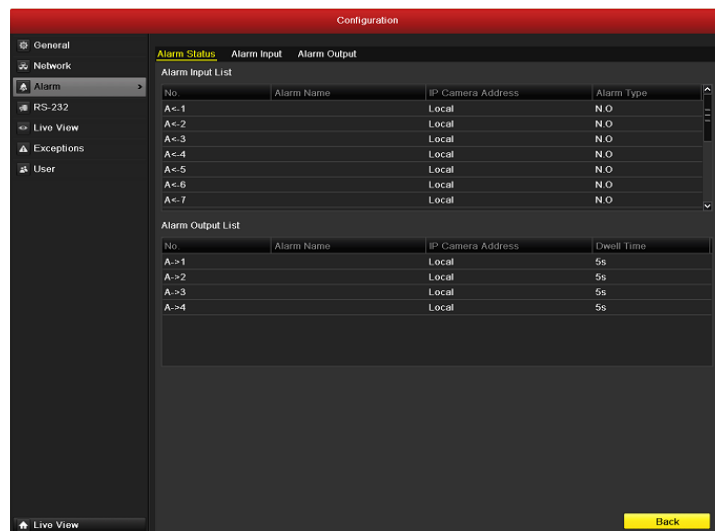 Configuration
General
Network
Alarm >
RS-232
Live View
Exceptions
User
Alarm Status Alarm Input Alarm Output
Alarm Input List
No. Alarm Name IP Camera Address Alarm Type
A<-1 Local N.O
A<-2 Local N.O
A<-3 Local N.O
A<-4 Local N.O
A<-5 Local N.O
A<-6 Local N.O
A<-7 Local N.O
Alarm Output List
No. Alarm Name IP Camera Address Dwell Time
A->1 Local 5s
A->2 Local 5s
A->3 Local 5s
A->4 Local 5s
Live View
Back